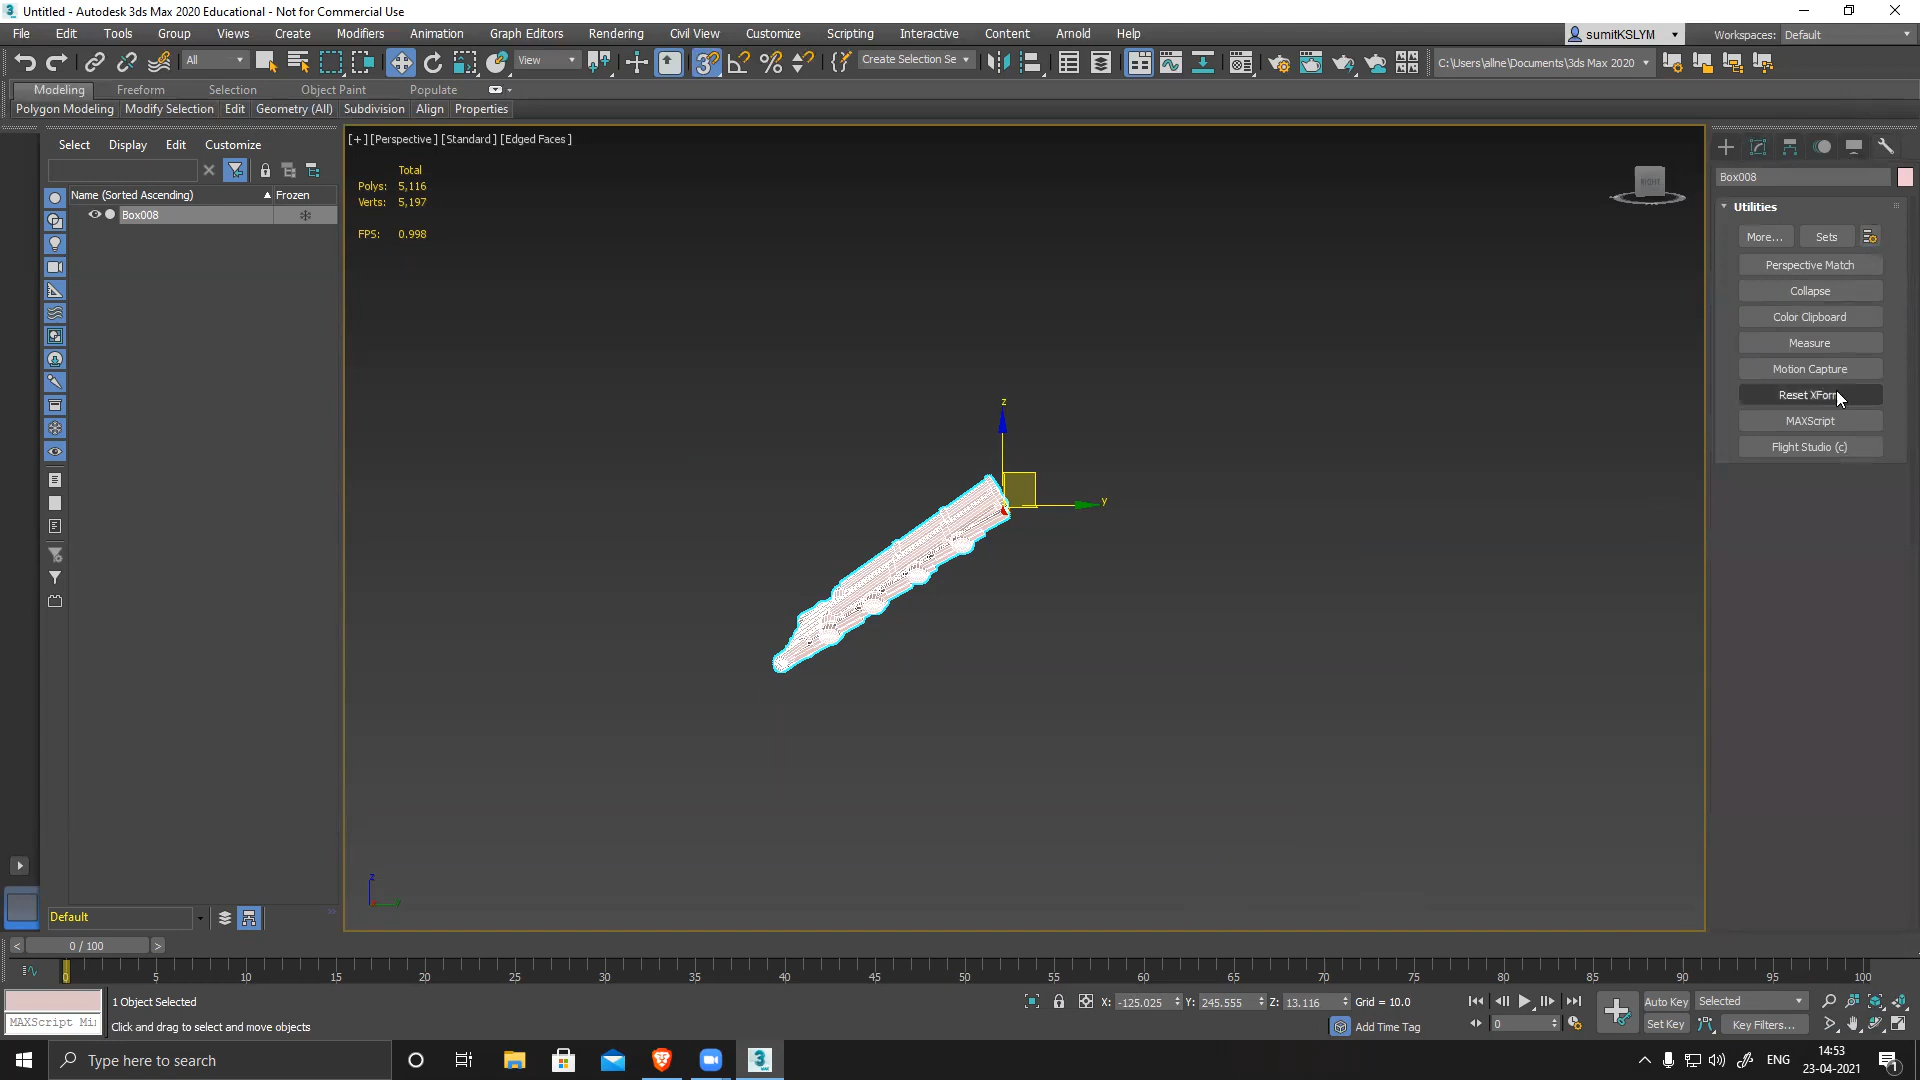 Untitled - Autodesk 3ds Max 2020 Educational - Not for Commercial Use
File Edit Tools Group Views Create Modifiers Animation Graph Editors Rendering Civil View Customize Scripting Interactive Content Arnold Help sumitKSLYM Workspaces: Default
All View Create Selection Se C:\Users\allne\Documents\3ds Max 2020
Modeling Freeform Selection Object Paint Populate
Polygon Modeling Modify Selection Edit Geometry (All) Subdivision Align Properties
Select Display Edit Customize
[+] [Perspective] [Standard] [Edged Faces]
Name (Sorted Ascending) Frozen
Box008
Total
Polys: 5,116
Verts: 5,197
FPS: 0.998
RIGHT
z
y
z
Box008
Utilities
More... Sets
Perspective Match
Collapse
Color Clipboard
Measure
Motion Capture
Reset XForm
MAXScript
Flight Studio (c)
Default
0 / 100
0 5 10 15 20 25 30 35 40 45 50 55 60 65 70 75 80 85 90 95 100
1 Object Selected
X: -125.025 Y: 245.555 Z: 13.116 Grid = 10.0
Auto Key Selected
MAXScript Mi
Click and drag to select and move objects
Add Time Tag
0
Set Key Key Filters...
Type here to search
ENG
14:53
23-04-2021
1